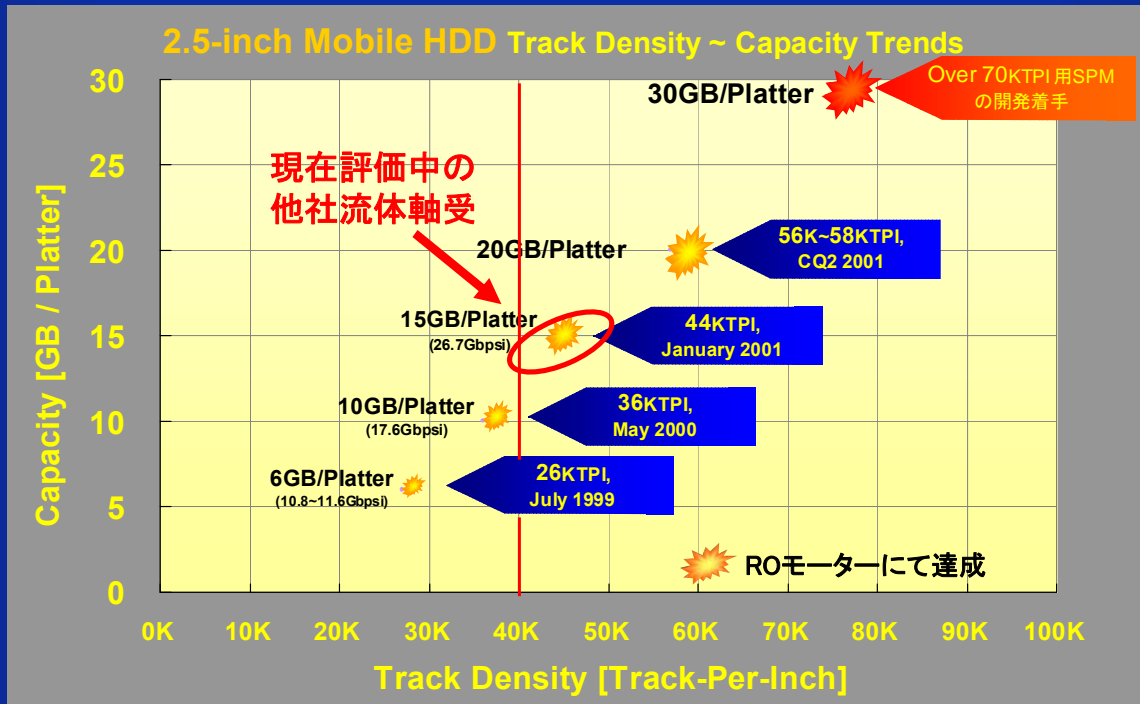 2.5-inch Mobile HDD Track Density ~ Capacity Trends
Over 70KTPI 用SPM
の開発着手
30GB/Platter
現在評価中の
他社流体軸受
20GB/Platter
56K~58KTPI,
CQ2 2001
15GB/Platter
(26.7Gbpsi)
44KTPI,
January 2001
10GB/Platter
(17.6Gbpsi)
36KTPI,
May 2000
6GB/Platter
(10.8~11.6Gbpsi)
26KTPI,
July 1999
ROモーターにて達成
Capacity [GB / Platter]
30
25
20
15
10
5
0
0K 10K 20K 30K 40K 50K 60K 70K 80K 90K 100K
Track Density [Track-Per-Inch]